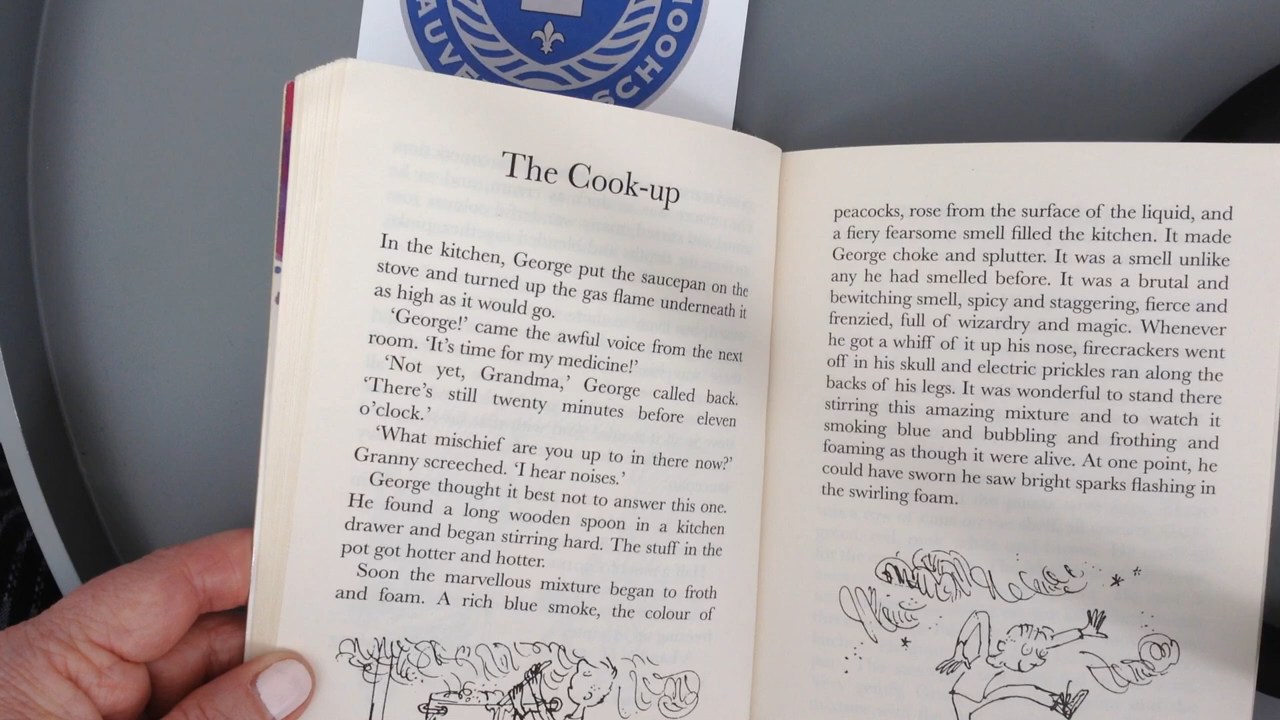 SCHOOL
The Cook-up
In the kitchen, George put the saucepan on the
stove and turned up the gas flame underneath it
as high as it would go.
‘George!’ came the awful voice from the next
room. ‘It’s time for my medicine!’
‘Not yet, Grandma,’ George called back.
‘There’s still twenty minutes before eleven
o’clock.’
‘What mischief are you up to in there now?’
Granny screeched. ‘I hear noises.’
George thought it best not to answer this one.
He found a long wooden spoon in a kitchen
drawer and began stirring hard. The stuff in the
pot got hotter and hotter.
Soon the marvellous mixture began to froth
and foam. A rich blue smoke, the colour of
peacocks, rose from the surface of the liquid, and
a fiery fearsome smell filled the kitchen. It made
George choke and splutter. It was a smell unlike
any he had smelled before. It was a brutal and
bewitching smell, spicy and staggering, fierce and
frenzied, full of wizardry and magic. Whenever
he got a whiff of it up his nose, firecrackers went
off in his skull and electric prickles ran along the
backs of his legs. It was wonderful to stand there
stirring this amazing mixture and to watch it
smoking blue and bubbling and frothing and
foaming as though it were alive. At one point, he
could have sworn he saw bright sparks flashing in
the swirling foam.